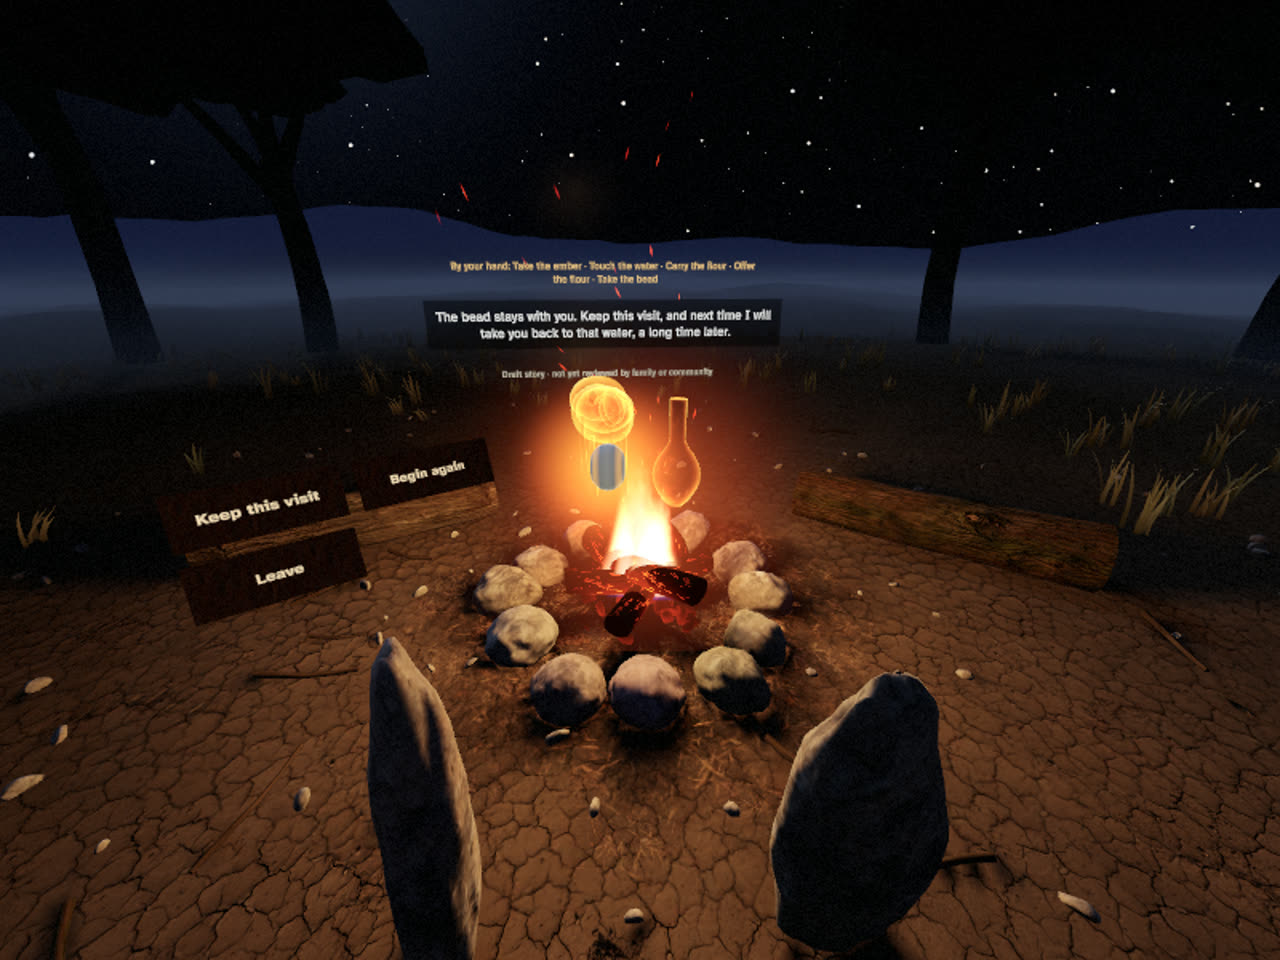 By your hand: Take the ember - Touch the water - Carry the flour - Offer
the flour - Take the bead
The bead stays with you. Keep this visit, and next time I will
take you back to that water, a long time later.
Draft story - not yet reviewed by family or community
Begin again
Keep this visit
Leave